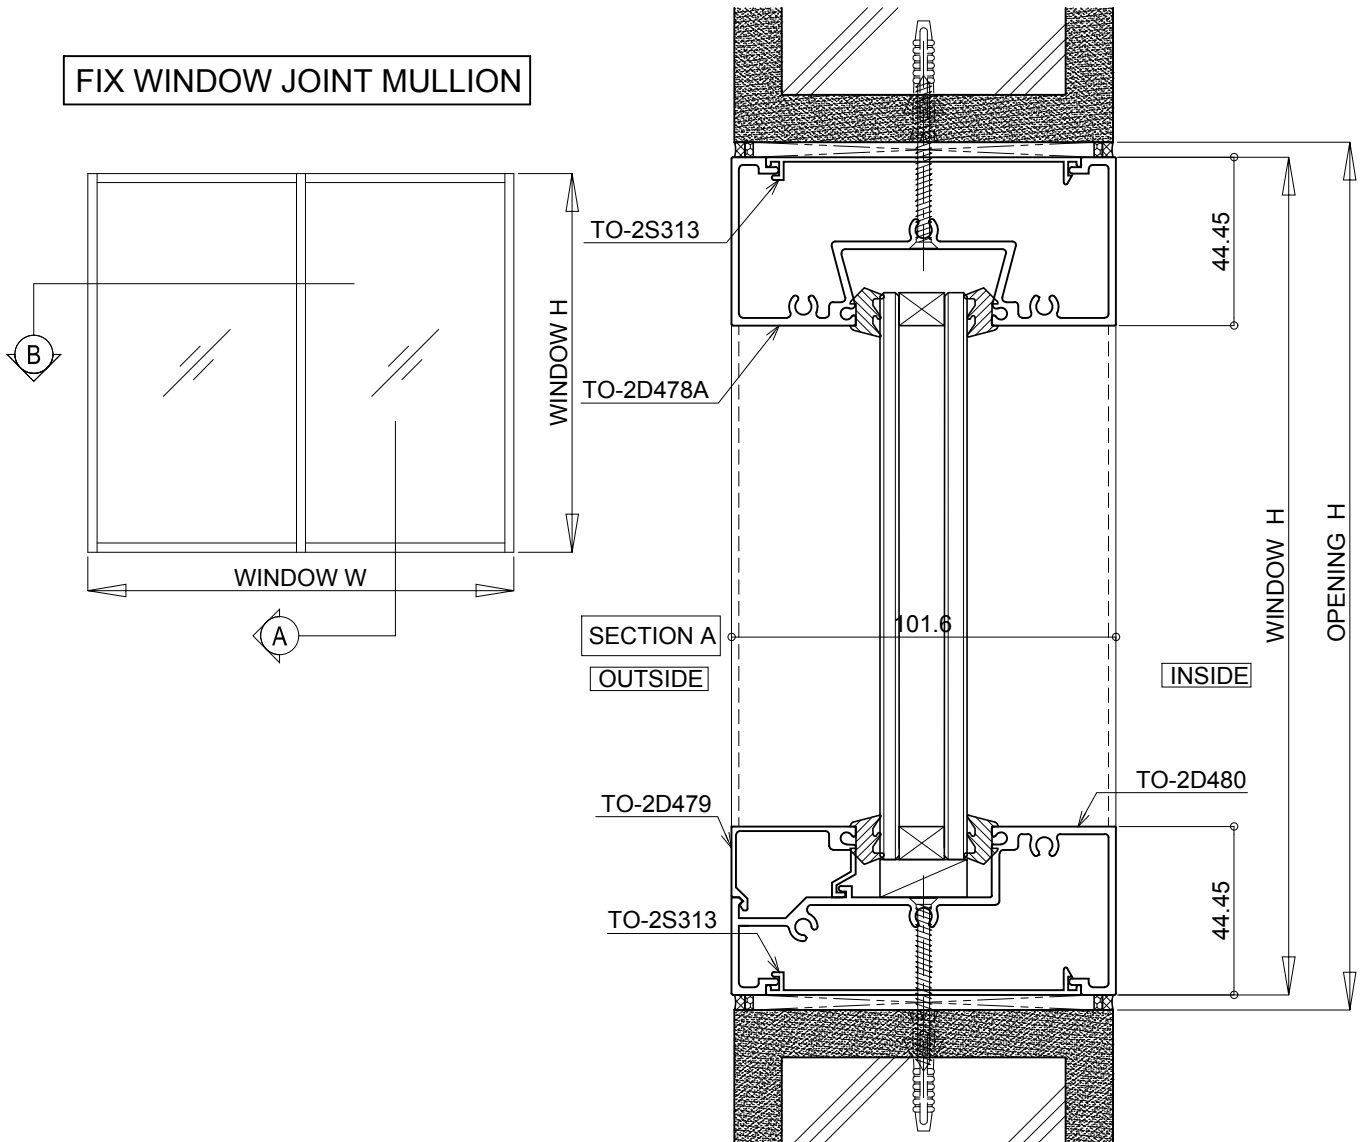 FIX WINDOW JOINT MULLION
B
WINDOW H
WINDOW W
A
TO-2S313
TO-2D478A
44.45
SECTION A
101.6
OUTSIDE
INSIDE
WINDOW H
OPENING H
TO-2D479
TO-2D480
TO-2S313
44.45